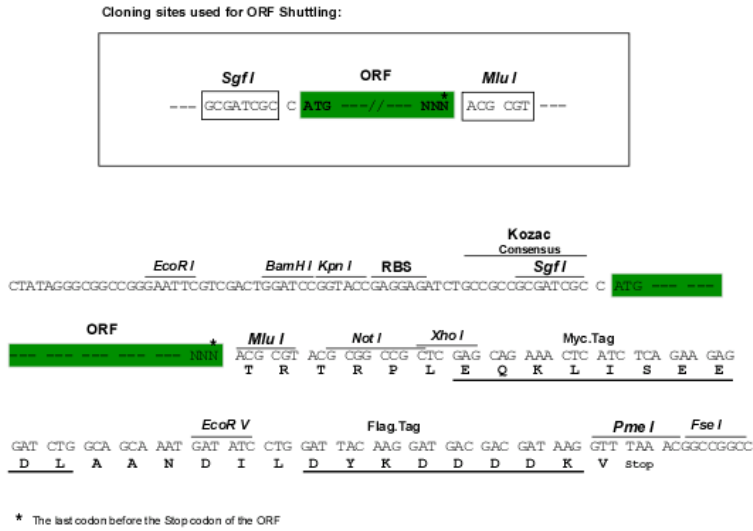 Cloning sites used for ORF Shuttling:
Sgf I ORF Mlu I
--- GCGATCGC C ATG ---//--- NNN* ACG CGT ---
Kozac
Consensus
EcoR I BamH I Kpn I RBS Sgf I
CTATAGGGCGGCCGGGAATTCGTCGACTGGATCCGGTACCGAGGAGATCTGCCGCCGCGATCGC C ATG --- ---
ORF Mlu I Not I Xho I Myc.Tag
--- --- --- --- --- NNN* ACG CGT ACG CGG CCG CTC GAG CAG AAA CTC ATC TCA GAA GAG
T R T R P L E Q K L I S E E
EcoR V Flag.Tag Pme I Fse I
GAT CTG GCA GCA AAT GAT ATC CTG GAT TAC AAG GAT GAC GAC GAT AAG GTT TAA ACGGCCGGCC
D L A A N D I L D Y K D D D D K V Stop
* The last codon before the Stop codon of the ORF